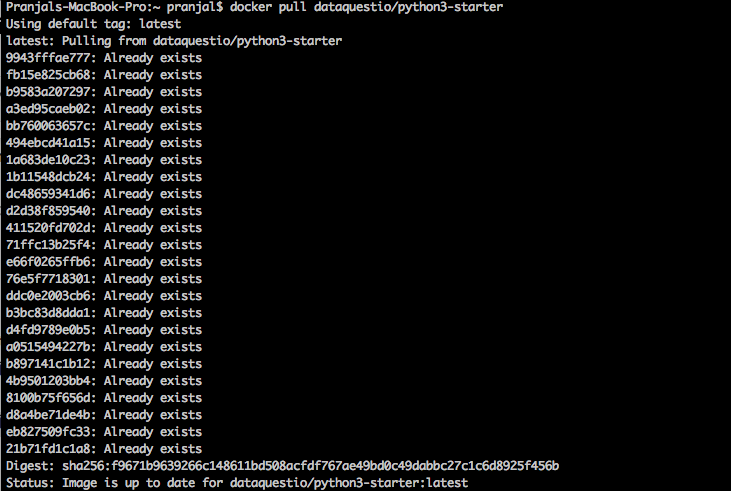 Pranjals-MacBook-Pro:~ pranjal$ docker pull dataquestio/python3-starter
Using default tag: latest
latest: Pulling from dataquestio/python3-starter
9943fffae777: Already exists
fb15e825cb68: Already exists
b9583a207297: Already exists
a3ed95caeb02: Already exists
bb760063657c: Already exists
494ebcd41a15: Already exists
1a683de10c23: Already exists
1b11548dcb24: Already exists
dc48659341d6: Already exists
d2d38f859540: Already exists
411520fd702d: Already exists
71ffc13b25f4: Already exists
e66f0265ffb6: Already exists
76e5f7718301: Already exists
ddc0e2003cb6: Already exists
b3bc83d8dda1: Already exists
d4fd9789e0b5: Already exists
a0515494227b: Already exists
b897141c1b12: Already exists
4b9501203bb4: Already exists
8100b75f656d: Already exists
d8a4be71de4b: Already exists
eb827509fc33: Already exists
21b71fd1c1a8: Already exists
Digest: sha256:f9671b9639266c148611bd508acfdf767ae49bd0c49dabbc27c1c6d8925f456b
Status: Image is up to date for dataquestio/python3-starter:latest